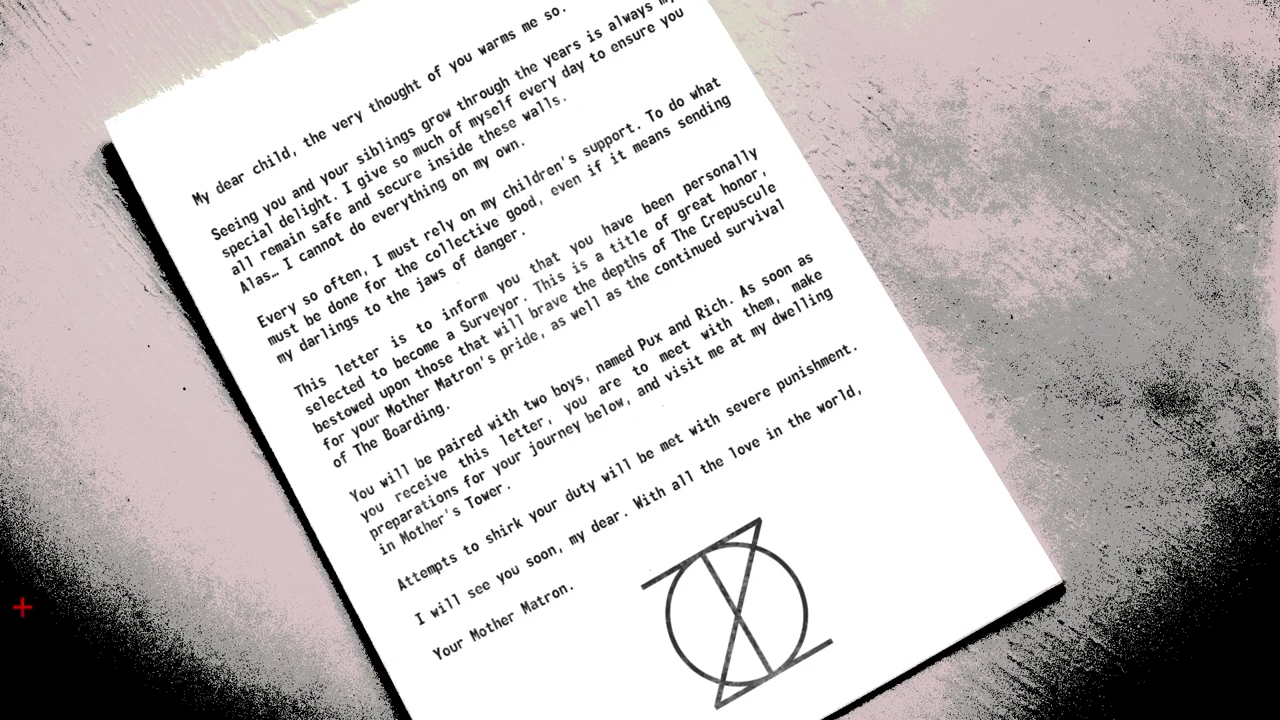 My dear child, the very thought of you warms me so.
Seeing you and your siblings grow through the years is always
special delight. I give so much of myself every day to ensure you
all remain safe and secure inside these walls.
Alas… I cannot do everything on my own.
Every so often, I must rely on my children's support. To do what
must be done for the collective good, even if it means sending
my darlings to the jaws of danger.
This letter is to inform you that you have been personally
selected to become a Surveyor. This is a title of great honor,
bestowed upon those that will brave the depths of The Crepuscule
for your Mother Matron's pride, as well as the continued survival
of The Boarding.
You will be paired with two boys, named Pux and Rich. As soon as
you receive this letter, you are to meet with them, make
preparations for your journey below, and visit me at my dwelling
in Mother's Tower.
Attempts to shirk your duty will be met with severe punishment.
I will see you soon, my dear. With all the love in the world,
Your Mother Matron.